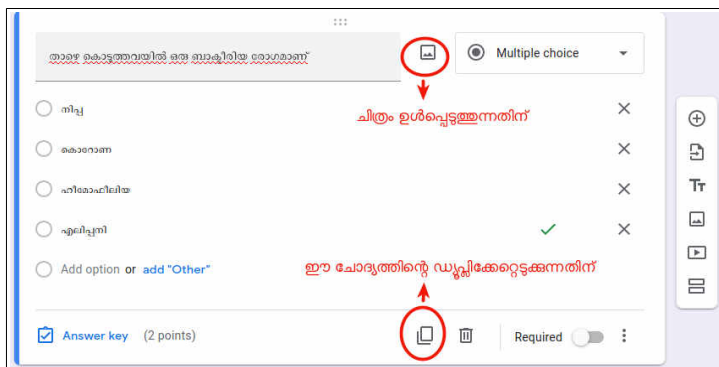 താഴെ കൊടുത്തവയിൽ ഒരു ബാക്ടീരിയ രോഗമാണ്
Multiple choice
ചിത്രം ഉൾപ്പെടുത്തുന്നതിന്
നിപ്പ
കൊറോണ
ഹീമോഫീലിയ
എലിപ്പനി
Add option or add "Other"
ഈ ചോദ്യത്തിന്റെ ഡ്യൂപ്ലിക്കേറ്റെടുക്കുന്നതിന്
Answer key (2 points)
Required
Tт